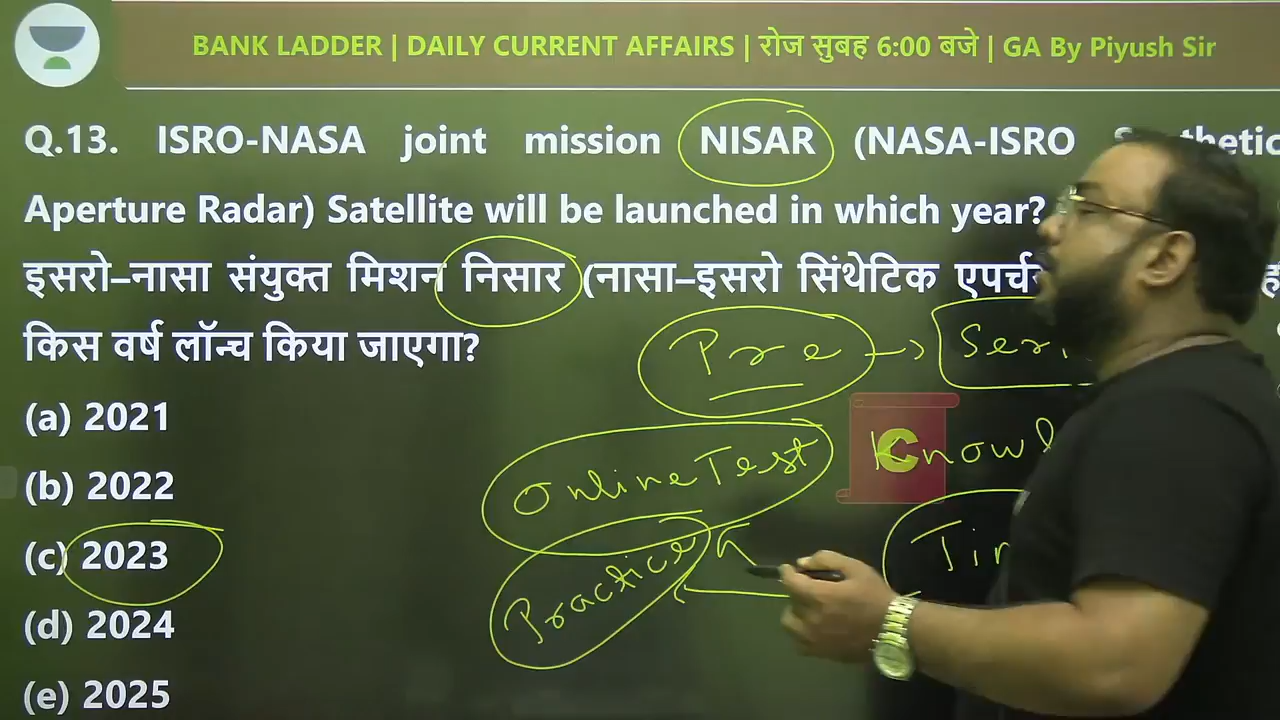 BANK LADDER | DAILY CURRENT AFFAIRS | रोज सुबह 6:00 बजे | GA By Piyush Sir
Q.13. ISRO-NASA joint mission NISAR (NASA-ISRO
Aperture Radar) Satellite will be launched in which year?
इसरो–नासा संयुक्त मिशन निसार (नासा–इसरो सिंथेटिक
किस वर्ष लॉन्च किया जाएगा?
Pre
(a) 2021
Online Test
C
(b) 2022
(c) 2023
Practice
(d) 2024
(e) 2025